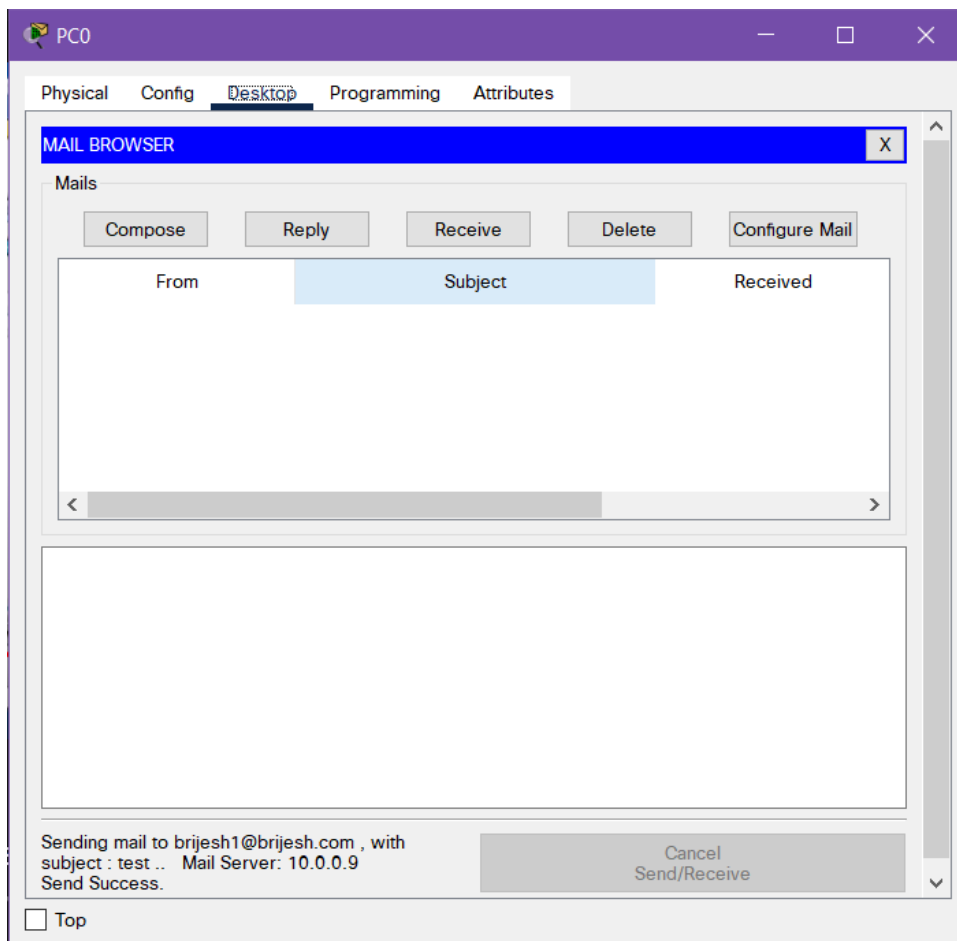 PC0
Physical Config Desktop Programming Attributes
MAIL BROWSER X
Mails
Compose Reply Receive Delete Configure Mail
From Subject Received
Sending mail to brijesh1@brijesh.com , with
subject : test .. Mail Server: 10.0.0.9
Send Success.
Cancel
Send/Receive
Top